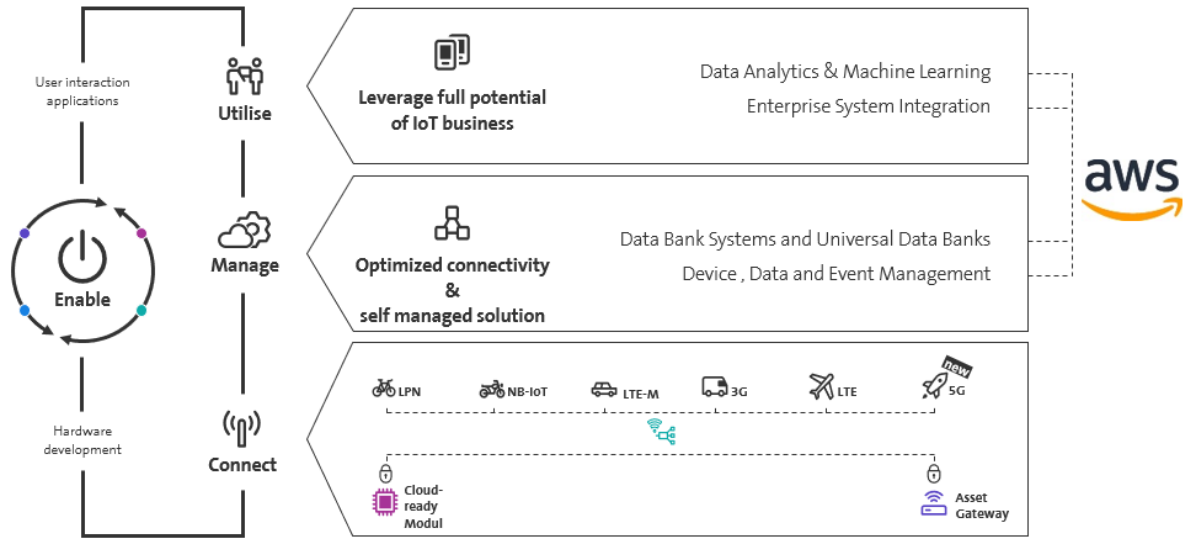 User interaction
applications
Utilise
Leverage full potential
of IoT business
Data Analytics & Machine Learning
Enterprise System Integration
aws
Enable
Manage
Optimized connectivity
&
self managed solution
Data Bank Systems and Universal Data Banks
Device , Data and Event Management
Hardware
development
Connect
LPN
NB-IoT
LTE-M
3G
LTE
new
5G
Cloud-
ready
Modul
Asset
Gateway